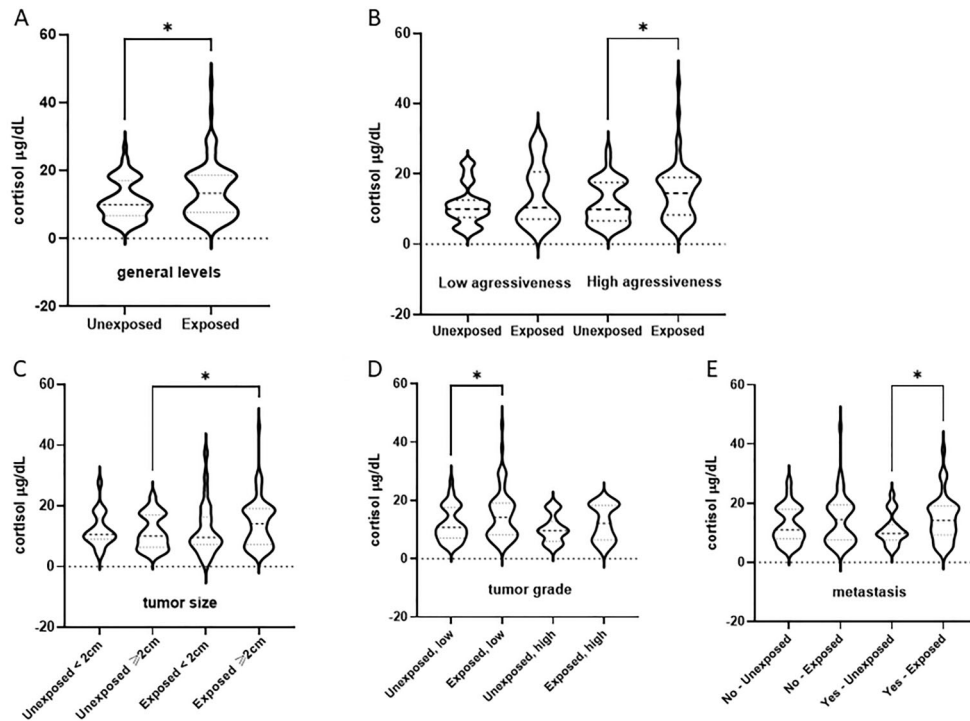 A
60
40
20
0
-20
cortisol µg/dL
*
general levels
Unexposed Exposed
B
60
40
20
0
-20
cortisol µg/dL
*
Low agressiveness High agressiveness
Unexposed Exposed Unexposed Exposed
C
60
40
20
0
-20
cortisol µg/dL
*
tumor size
Unexposed < 2cm
Unexposed ⩾2cm
Exposed < 2cm
Exposed ⩾2cm
D
60
40
20
0
-20
cortisol µg/dL
*
tumor grade
Unexposed, low
Exposed, low
Unexposed, high
Exposed, high
E
60
40
20
0
-20
cortisol µg/dL
*
metastasis
No - Unexposed
No - Exposed
Yes - Unexposed
Yes - Exposed